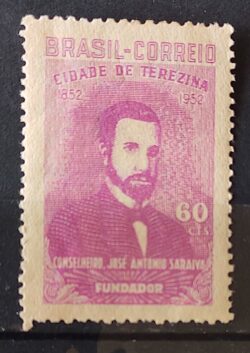 BRASIL-CORREIO
CIDADE DE TEREZINA
1852 1952
60
CTS
CONSELHEIRO, JOSÉ ANTONIO SARAIVA
FUNDADOR